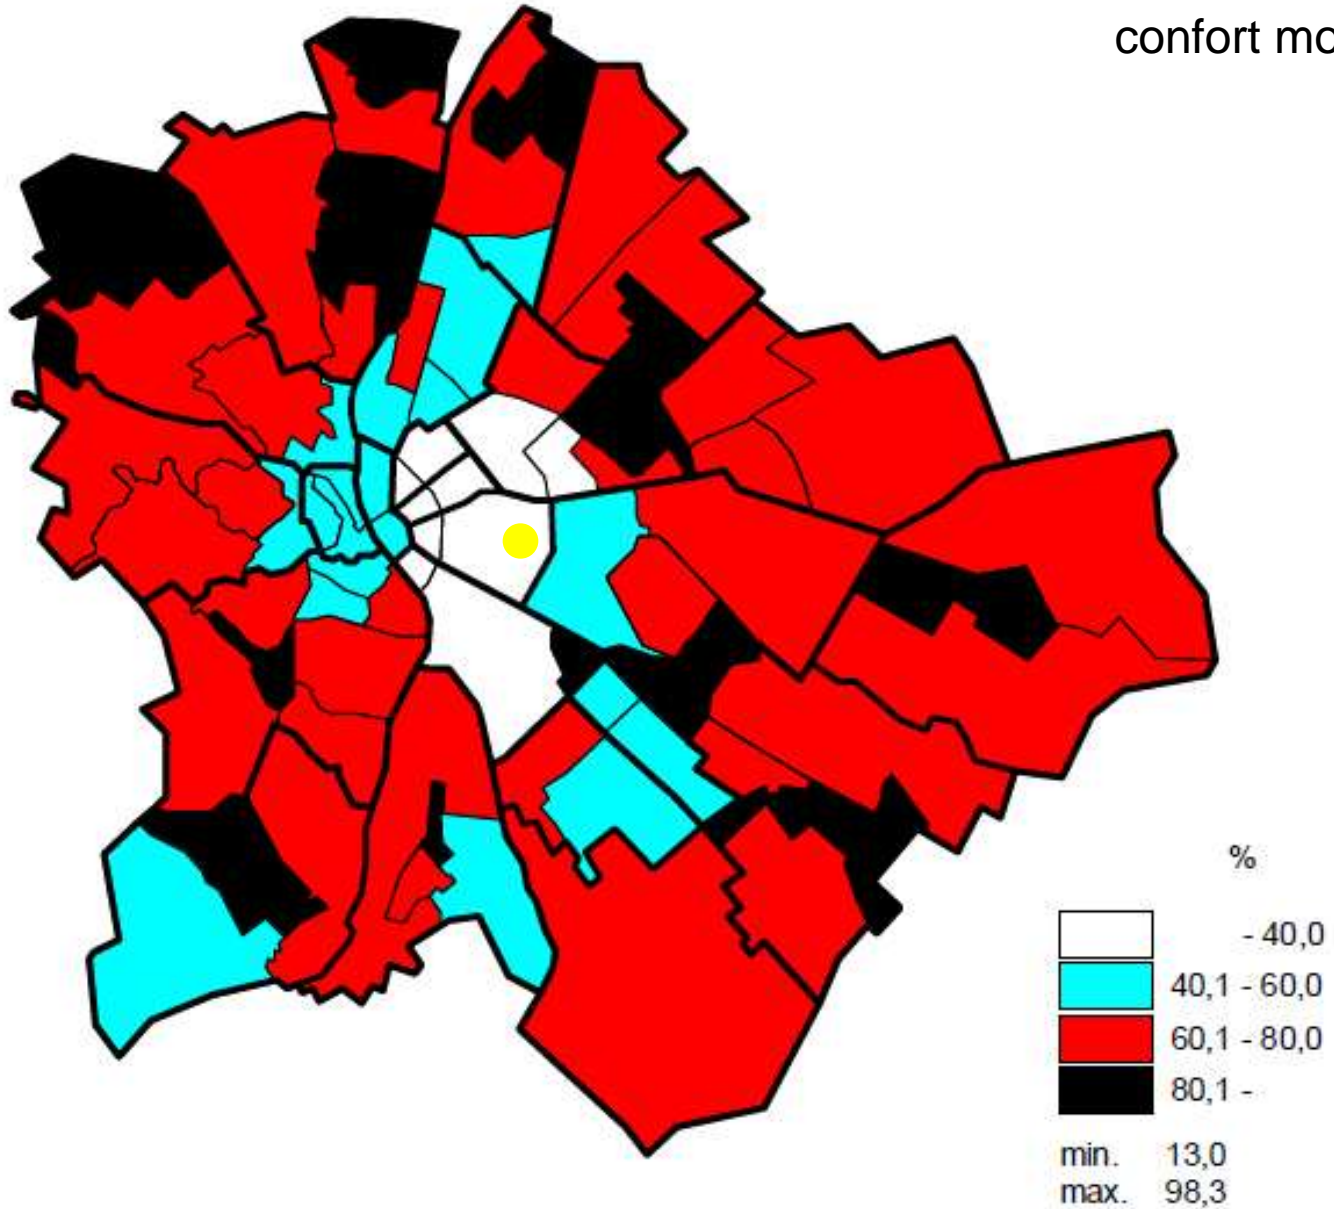 confort mo
%
- 40,0
40,1 - 60,0
60,1 - 80,0
80,1 -
min. 13,0
max. 98,3